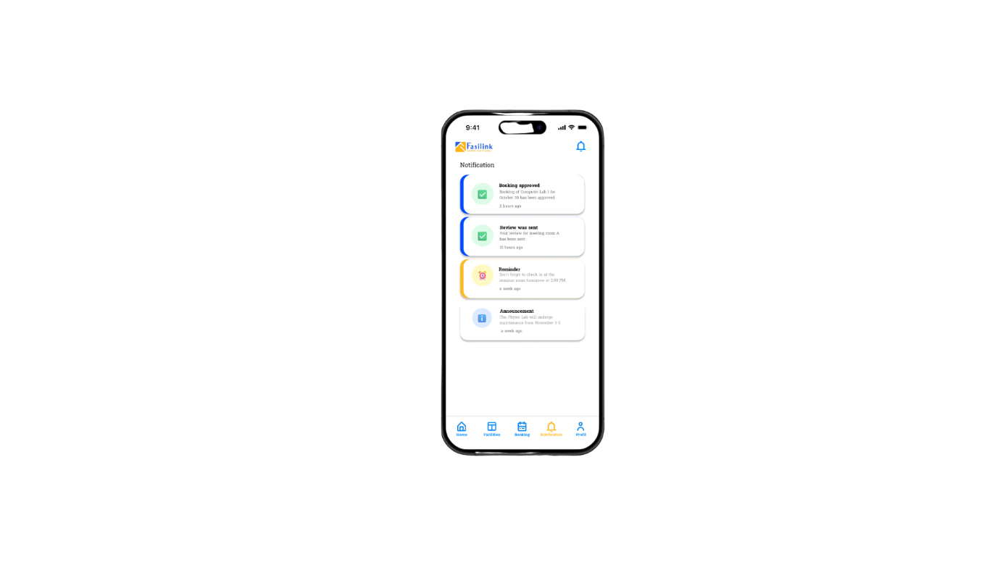 9:41
Fasilink
Notification
Booking approved
Booking of Computer Lab 1 for
October 30 has been approved
2 hours ago
Review was sent
Your review for meeting room A
has been sent
10 hours ago
Reminder
Don't forget to check in at the
seminar room tomorrow at 2:00 PM
a week ago
Announcement
The Physic Lab will undergo
maintenance from November 3-5
a week ago
Home
Facilities
Booking
Notification
Profil